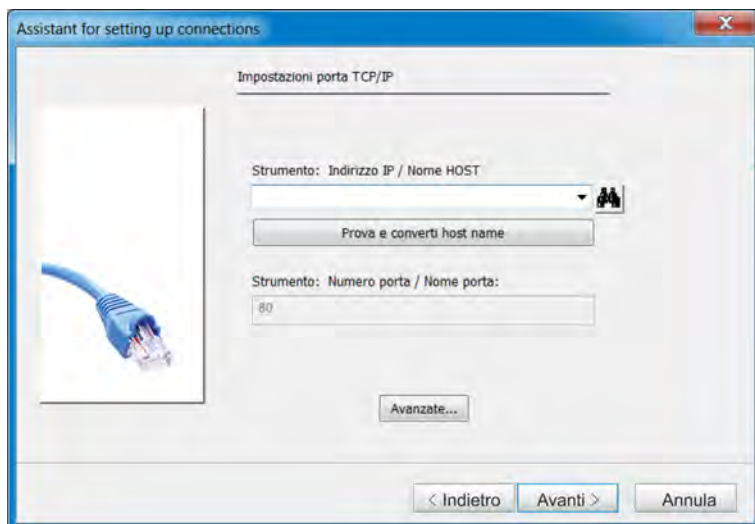 Assistant for setting up connections
Impostazioni porta TCP/IP
Strumento: Indirizzo IP / Nome HOST
Prova e converti host name
Strumento: Numero porta / Nome porta:
80
Avanzate...
< Indietro
Avanti >
Annulla